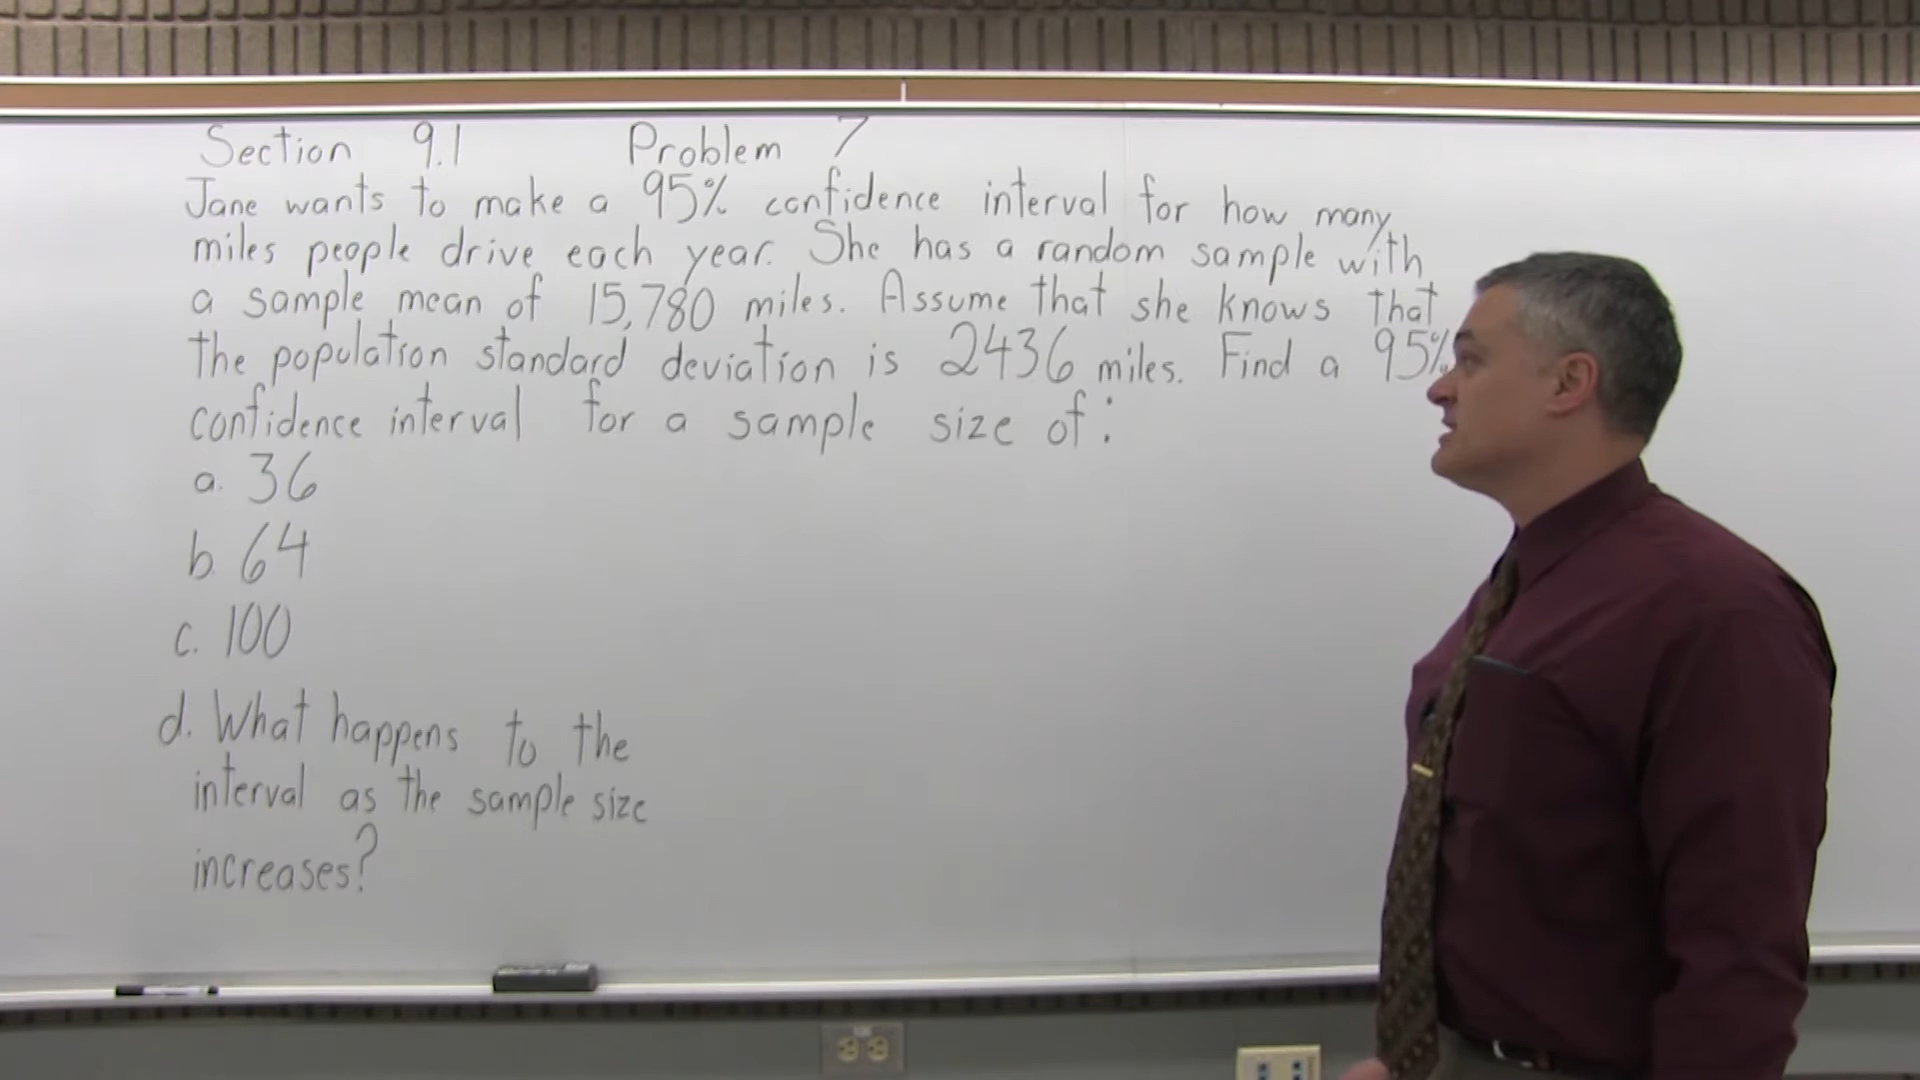 Section 9.1 Problem 7
Jane wants to make a 95% confidence interval for how many
miles people drive each year. She has a random sample with
a sample mean of 15,780 miles. Assume that she knows that
the population standard deviation is 2436 miles. Find a 95%
confidence interval for a sample size of:
a. 36
b. 64
c. 100
d. What happens to the
interval as the sample size
increases?